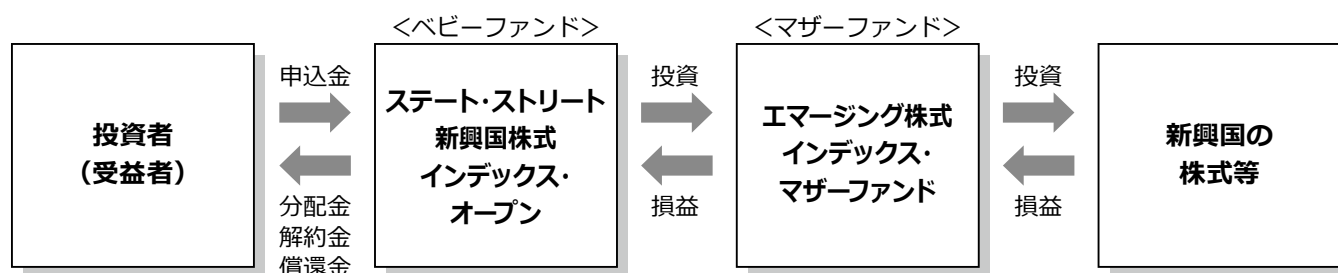 ＜ベビーファンド＞
＜マザーファンド＞
投資者
（受益者）
申込金
分配金
解約金
償還金
ステート・ストリート
新興国株式
インデックス・
オープン
投資
損益
エマージング株式
インデックス・
マザーファンド
投資
損益
新興国の
株式等